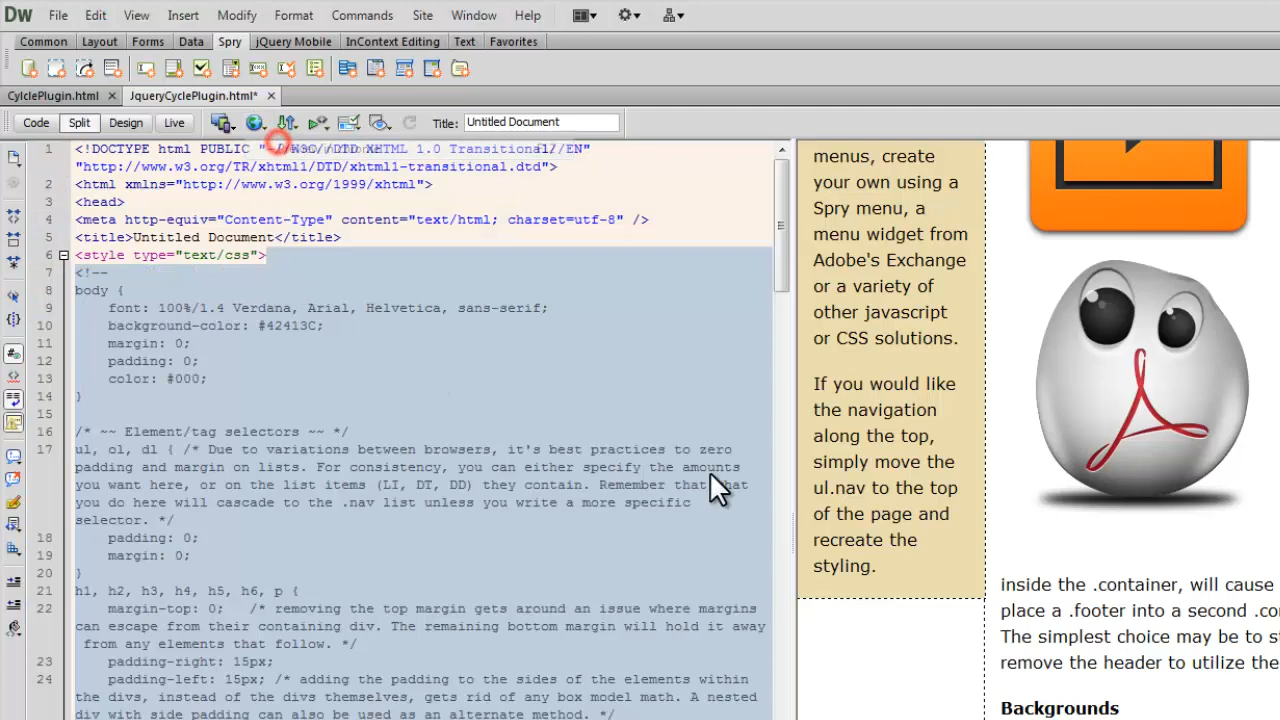 Dw File Edit View Insert Modify Format Commands Site Window Help
Common Layout Forms Data Spry jQuery Mobile InContext Editing Text Favorites
CylclePlugin.html JqueryCyclePlugin.html*
Code Split Design Live Title: Untitled Document
1 <!DOCTYPE html PUBLIC "-//W3C//DTD XHTML 1.0 Transitional//EN"
"http://www.w3.org/TR/xhtml1/DTD/xhtml1-transitional.dtd">
2 <html xmlns="http://www.w3.org/1999/xhtml">
3 <head>
4 <meta http-equiv="Content-Type" content="text/html; charset=utf-8" />
5 <title>Untitled Document</title>
6 <style type="text/css">
7 <!--
8 body {
9 font: 100%/1.4 Verdana, Arial, Helvetica, sans-serif;
10 background-color: #42413C;
11 margin: 0;
12 padding: 0;
13 color: #000;
14 }
15
16 /* ~~ Element/tag selectors ~~ */
17 ul, ol, dl { /* Due to variations between browsers, it's best practices to zero
padding and margin on lists. For consistency, you can either specify the amounts
you want here, or on the list items (LI, DT, DD) they contain. Remember that what
you do here will cascade to the .nav list unless you write a more specific
selector. */
18 padding: 0;
19 margin: 0;
20 }
21 h1, h2, h3, h4, h5, h6, p {
22 margin-top: 0; /* removing the top margin gets around an issue where margins
can escape from their containing div. The remaining bottom margin will hold it away
from any elements that follow. */
23 padding-right: 15px;
24 padding-left: 15px; /* adding the padding to the sides of the elements within
the divs, instead of the divs themselves, gets rid of any box model math. A nested
div with side padding can also be used as an alternate method. */
menus, create
your own using a
Spry menu, a
menu widget from
Adobe's Exchange
or a variety of
other javascript
or CSS solutions.
If you would like
the navigation
along the top,
simply move the
ul.nav to the top
of the page and
recreate the
styling.
inside the .container, will cause
place a .footer into a second .co
The simplest choice may be to s
remove the header to utilize the
Backgrounds